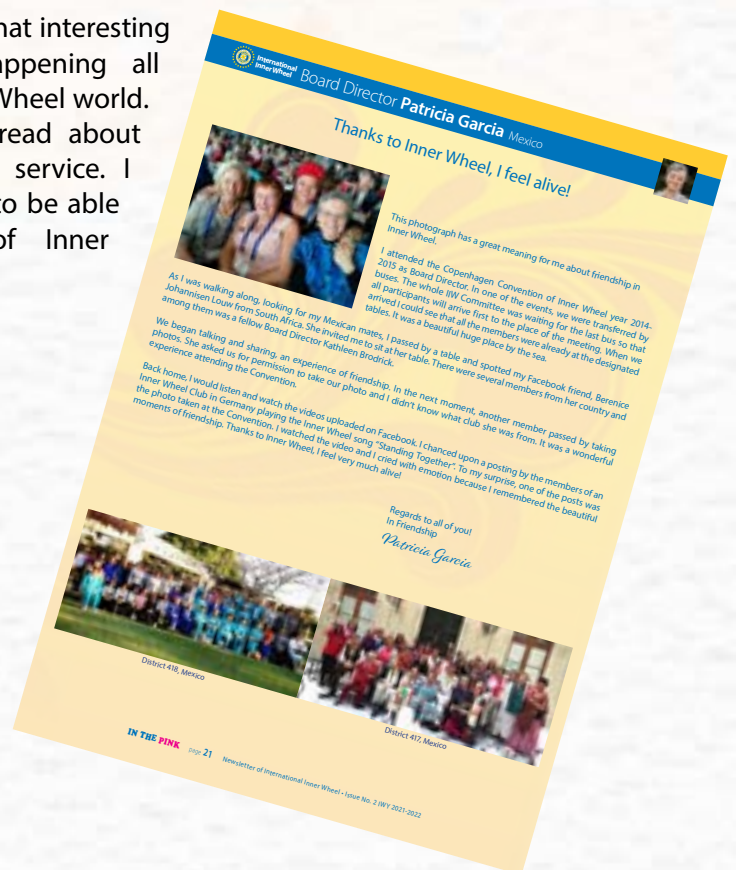 hat interesting
appening all
Wheel world.
read about
service. I
to be able
of Inner
International
Inner Wheel
Board Director Patricia Garcia Mexico
Thanks to Inner Wheel, I feel alive!
This photograph has a great meaning for me about friendship in
Inner Wheel.
I attended the Copenhagen Convention of Inner Wheel year 2014-
2015 as Board Director. In one of the events, we were transferred by
buses. The whole IIW Committee was waiting for the last bus so that
all participants will arrive first to the place of the meeting. When we
arrived I could see that all the members were already at the designated
tables. It was a beautiful huge place by the sea.
As I was walking along, looking for my Mexican mates, I passed by a table and spotted my Facebook friend, Berenice
Johannisen Louw from South Africa. She invited me to sit at her table. There were several members from her country and
among them was a fellow Board Director Kathleen Brodrick.
We began talking and sharing, an experience of friendship. In the next moment, another member passed by taking
photos. She asked us for permission to take our photo and I didn't know what club she was from. It was a wonderful
experience attending the Convention.
Back home, I would listen and watch the videos uploaded on Facebook. I chanced upon a posting by the members of an
Inner Wheel Club in Germany playing the Inner Wheel song "Standing Together". To my surprise, one of the posts was
the photo taken at the Convention. I watched the video and I cried with emotion because I remembered the beautiful
moments of friendship. Thanks to Inner Wheel, I feel very much alive!
Regards to all of you!
In Friendship
Patricia Garcia
District 418, Mexico
District 417, Mexico
IN THE PINK page 21 Newsletter of International Inner Wheel • Issue No. 2 IWY 2021-2022